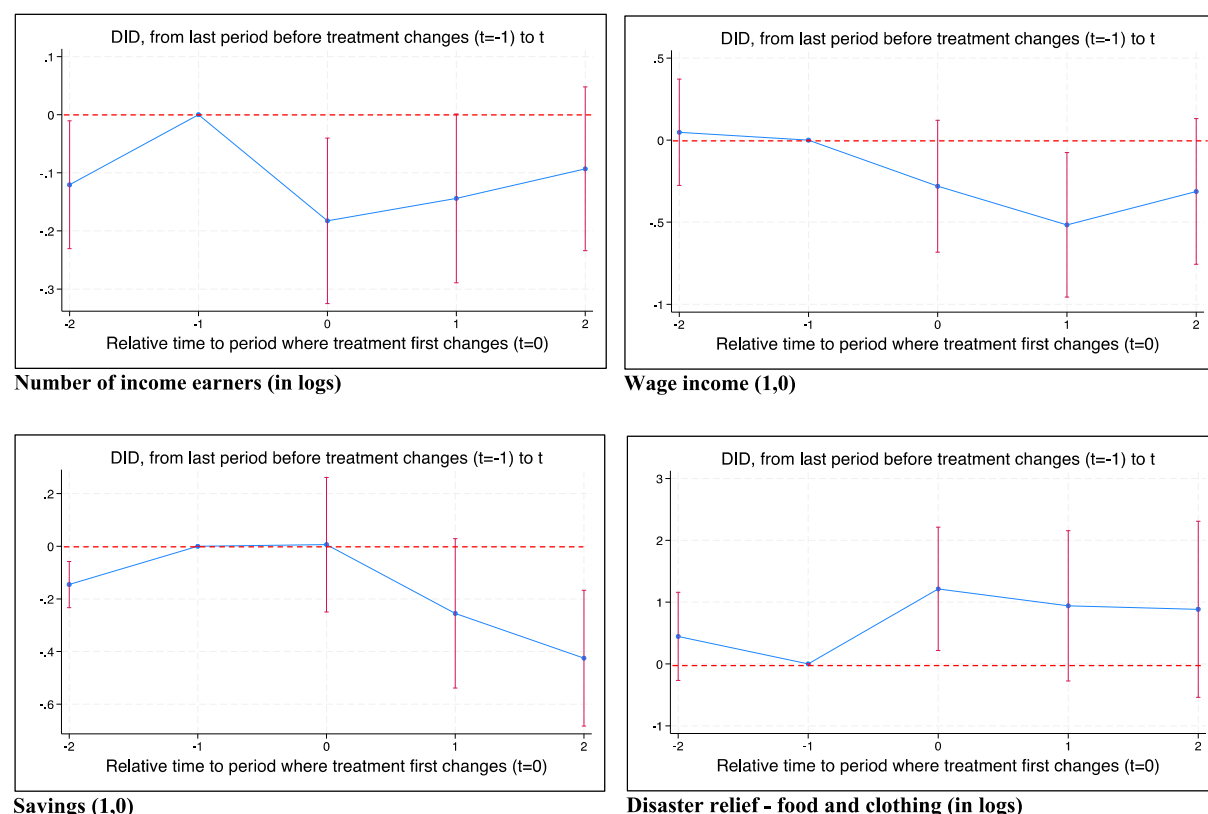 DID, from last period before treatment changes (t=-1) to t
.1
0
-.1
-.2
-.3
-2 -1 0 1 2
Relative time to period where treatment first changes (t=0)
Number of income earners (in logs)
DID, from last period before treatment changes (t=-1) to t
.5
0
-.5
-1
-2 -1 0 1 2
Relative time to period where treatment first changes (t=0)
Wage income (1,0)
DID, from last period before treatment changes (t=-1) to t
.2
0
-.2
-.4
-.6
-2 -1 0 1 2
Relative time to period where treatment first changes (t=0)
Savings (1,0)
DID, from last period before treatment changes (t=-1) to t
3
2
1
0
-1
-2 -1 0 1 2
Relative time to period where treatment first changes (t=0)
Disaster relief - food and clothing (in logs)